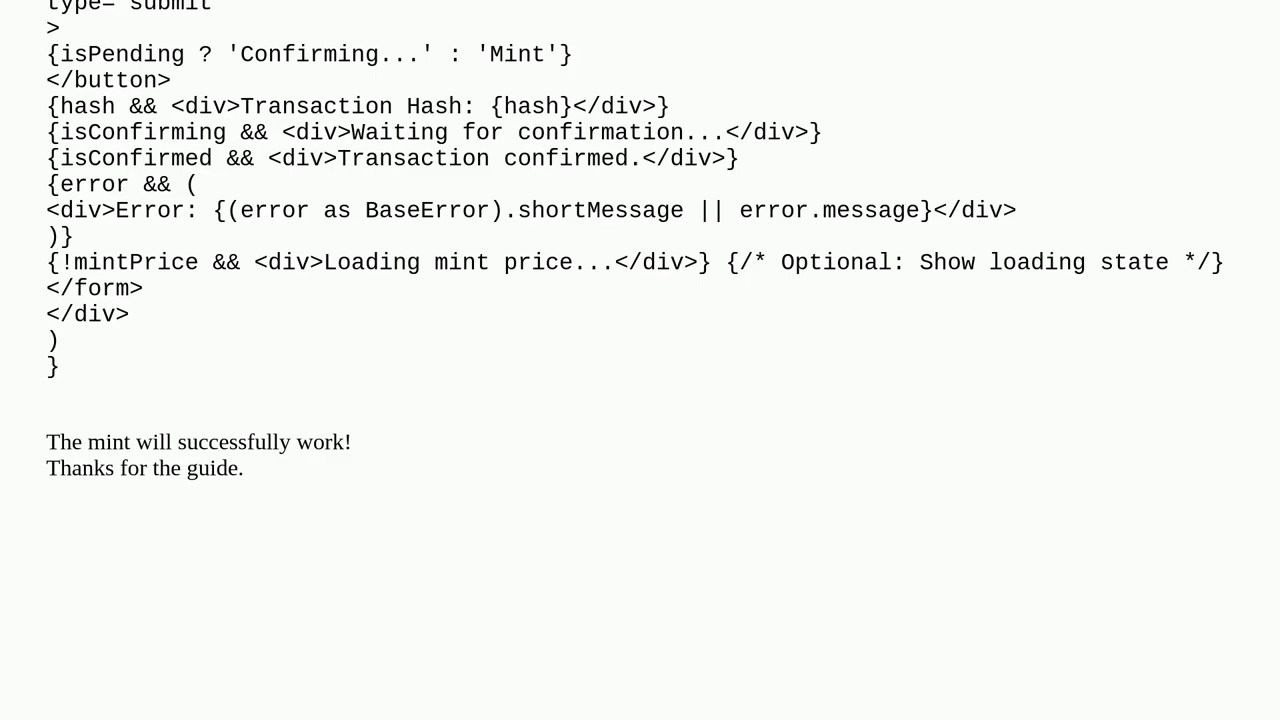 type="submit"
>
{isPending ? 'Confirming...' : 'Mint'}
</button>
{hash && <div>Transaction Hash: {hash}</div>}
{isConfirming && <div>Waiting for confirmation...</div>}
{isConfirmed && <div>Transaction confirmed.</div>}
{error && (
<div>Error: {(error as BaseError).shortMessage || error.message}</div>
)}
{!mintPrice && <div>Loading mint price...</div>} {/* Optional: Show loading state */}
</form>
</div>
)
}
The mint will successfully work!
Thanks for the guide.